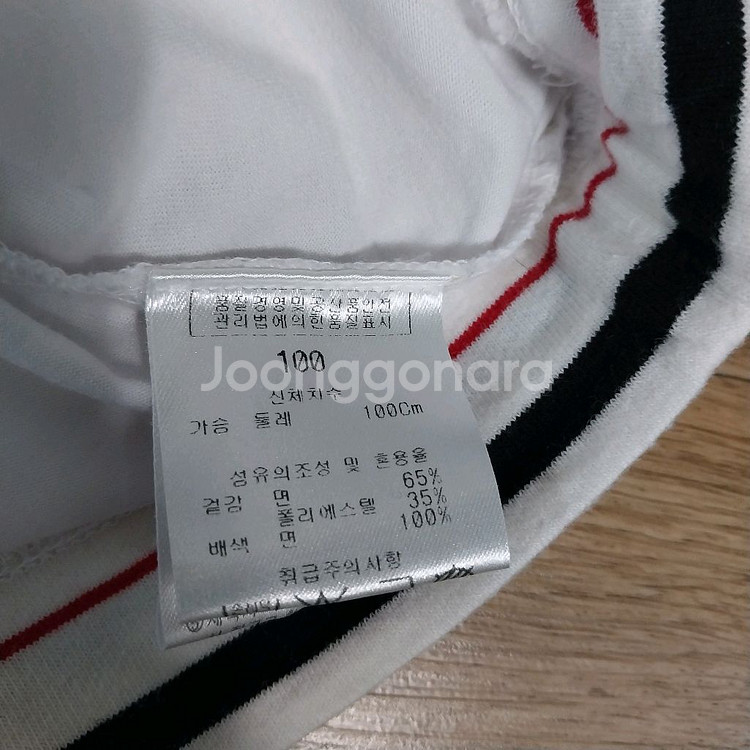 품질경영및공산품안전
관리법에의한품질표시
100
신체치수
가슴 둘레 100Cm
섬유의조성 및 혼용율
겉감 면 65%
폴리에스텔 35%
배색 면 100%
취급주의사항
Joonggonara